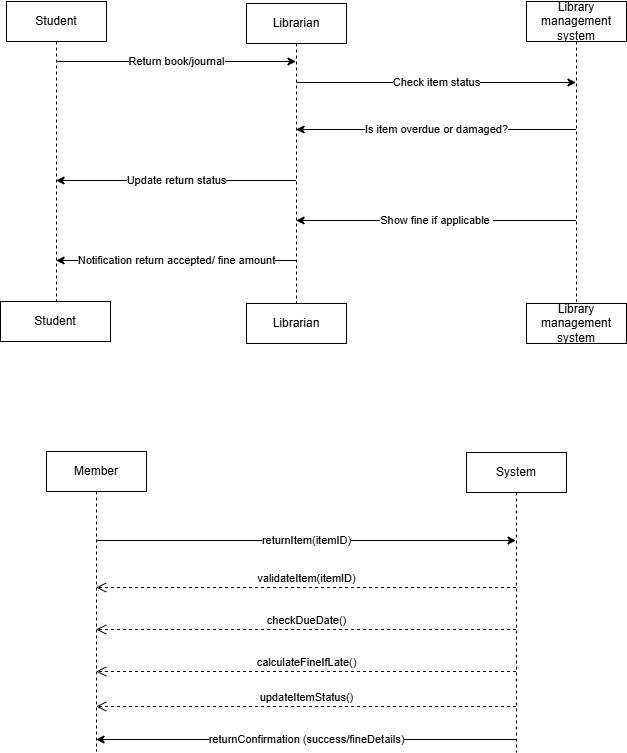 Student
Librarian
Library
management
system
Return book/journal
Check item status
Is item overdue or damaged?
Update return status
Show fine if applicable
Notification return accepted/ fine amount
Student
Librarian
Library
management
system
Member
System
returnItem(itemID)
validateItem(itemID)
checkDueDate()
calculateFineIfLate()
updateItemStatus()
returnConfirmation (success/fineDetails)